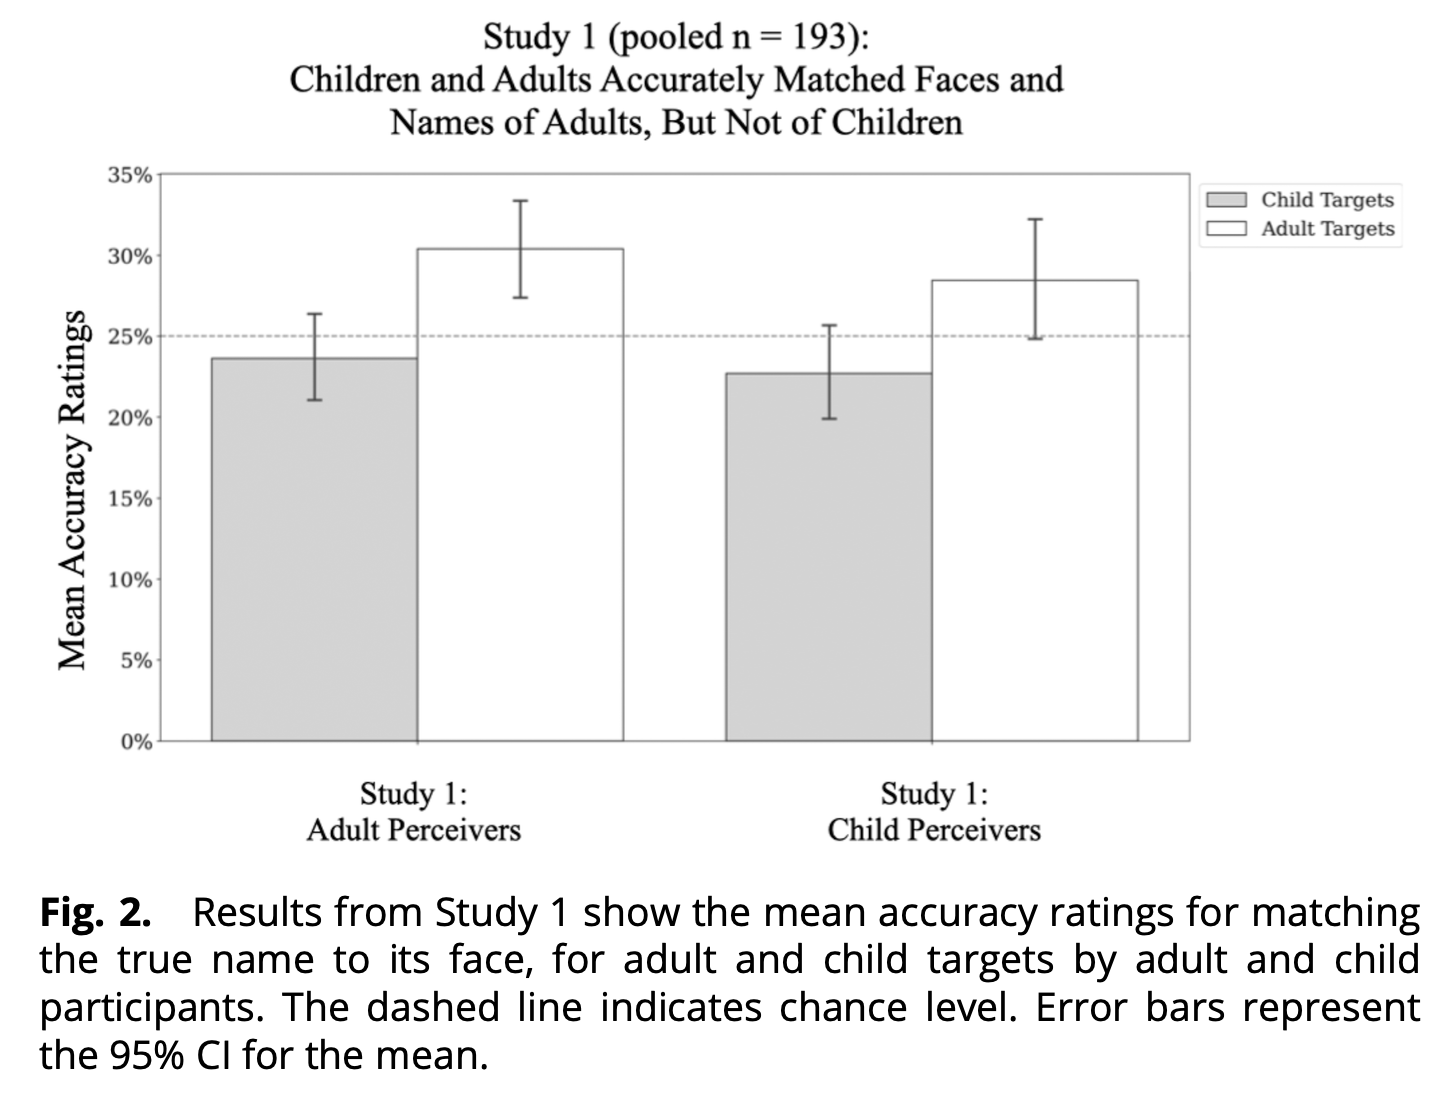 Study 1 (pooled n = 193):
Children and Adults Accurately Matched Faces and
Names of Adults, But Not of Children
35%
30%
25%
20%
15%
10%
5%
0%
Mean Accuracy Ratings
Child Targets
Adult Targets
Study 1:
Adult Perceivers
Study 1:
Child Perceivers
Fig. 2. Results from Study 1 show the mean accuracy ratings for matching
the true name to its face, for adult and child targets by adult and child
participants. The dashed line indicates chance level. Error bars represent
the 95% CI for the mean.